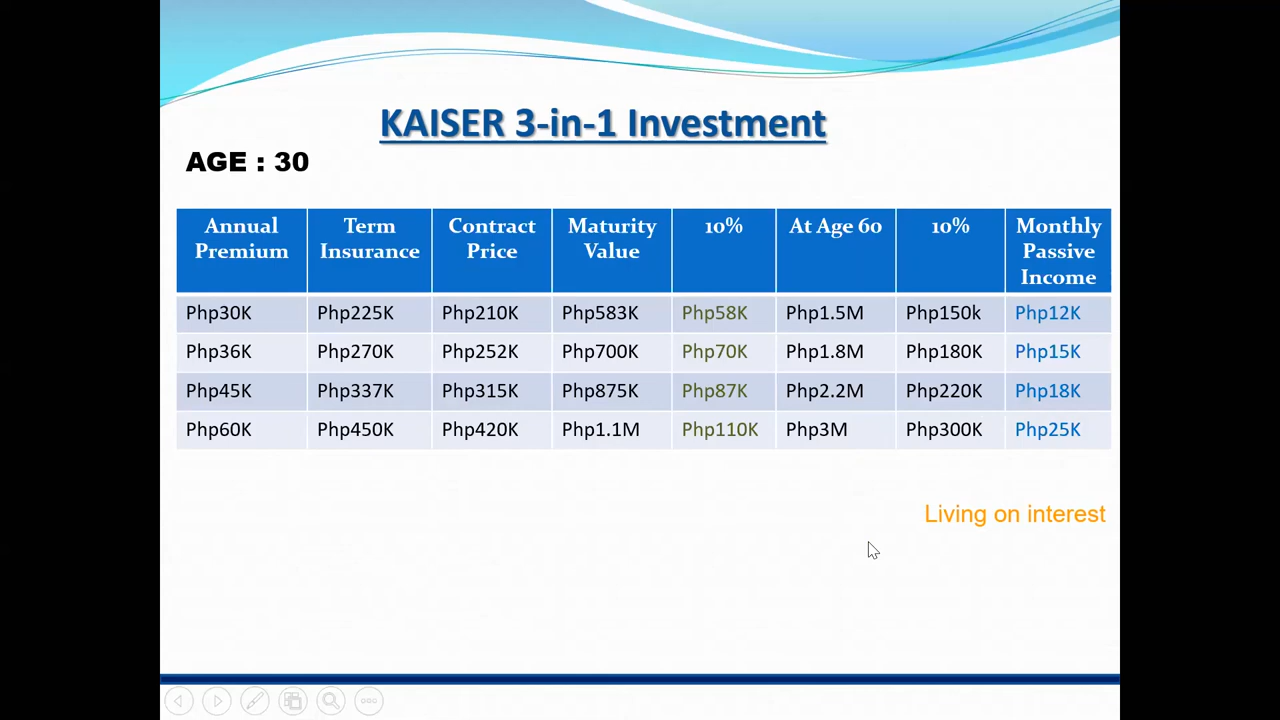 KAISER 3-in-1 Investment
AGE : 30
Annual Premium Term Insurance Contract Price Maturity Value 10% At Age 60 10% Monthly Passive Income
Php30K Php225K Php210K Php583K Php58K Php1.5M Php150k Php12K
Php36K Php270K Php252K Php700K Php70K Php1.8M Php180K Php15K
Php45K Php337K Php315K Php875K Php87K Php2.2M Php220K Php18K
Php60K Php450K Php420K Php1.1M Php110K Php3M Php300K Php25K
Living on interest